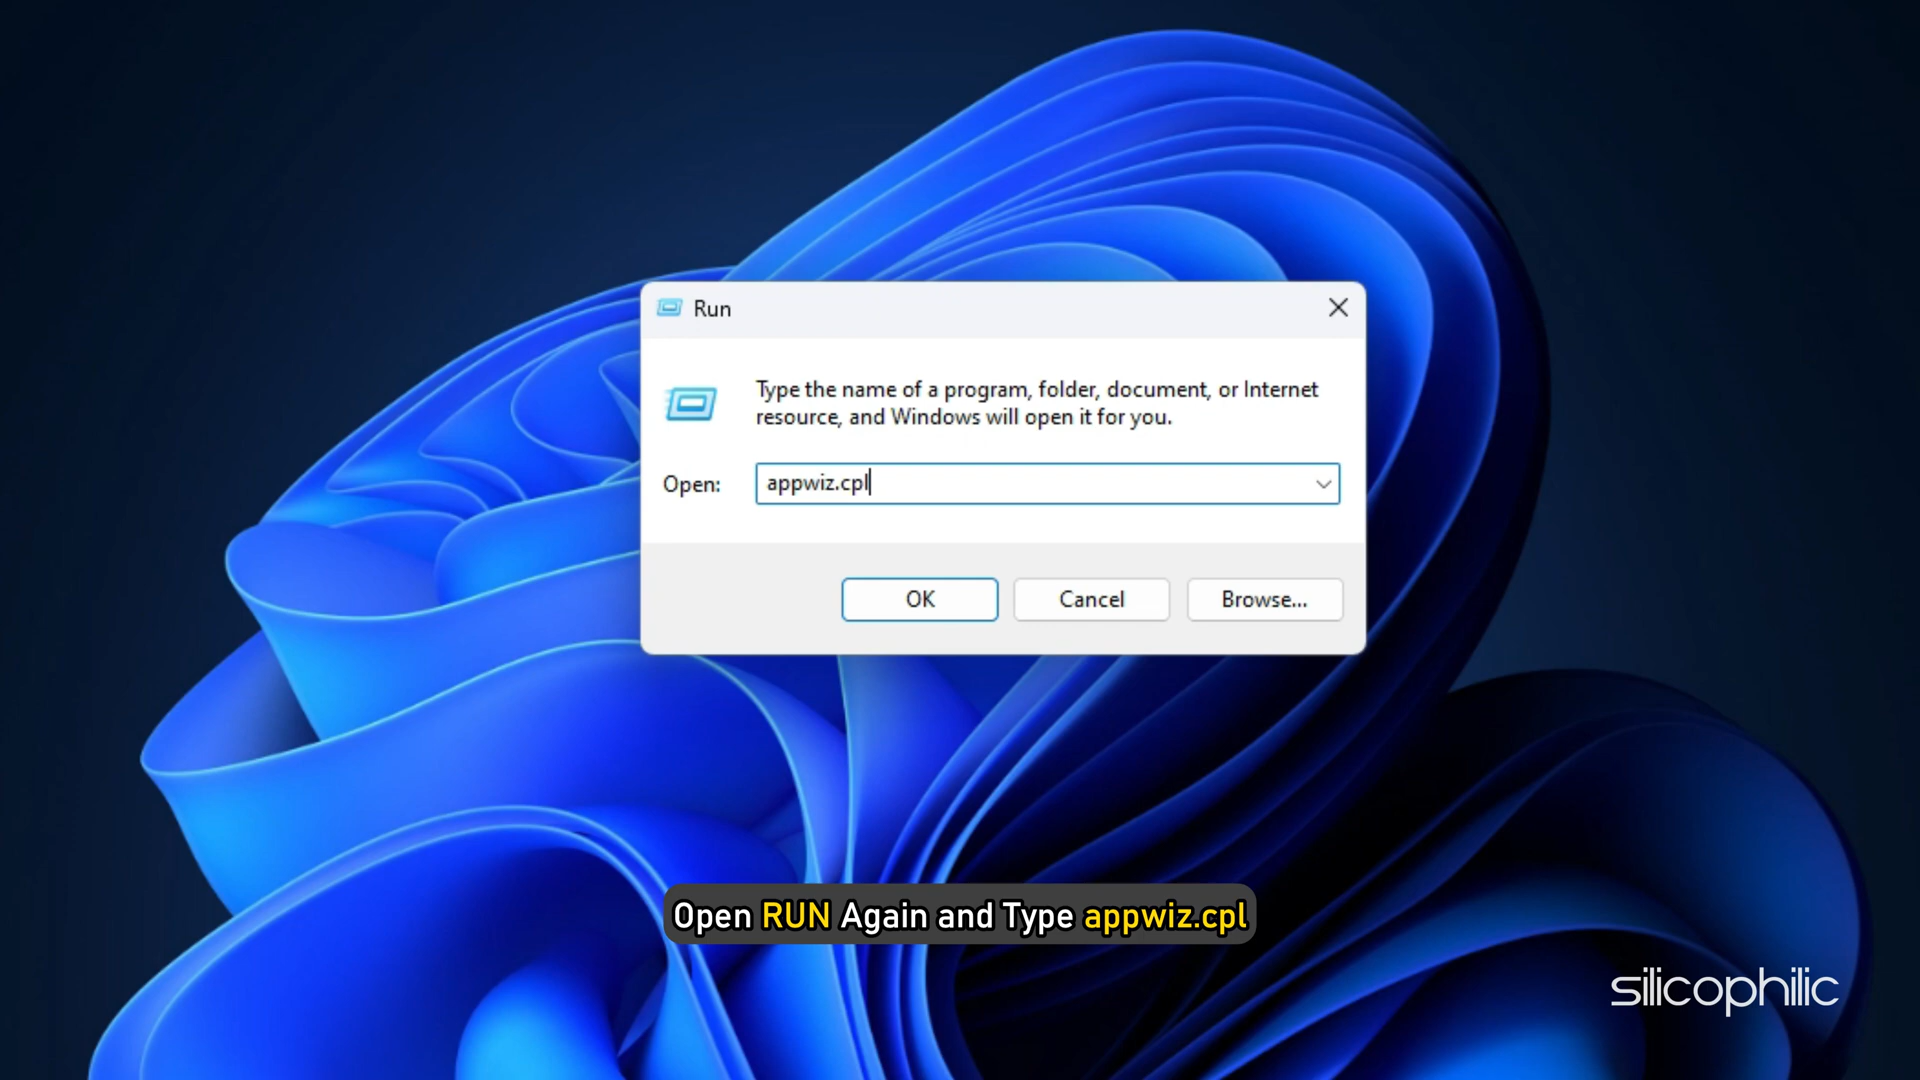 Run
Type the name of a program, folder, document, or Internet
resource, and Windows will open it for you.
Open: appwiz.cpl
OK Cancel Browse...
Open RUN Again and Type appwiz.cpl
silicophilic